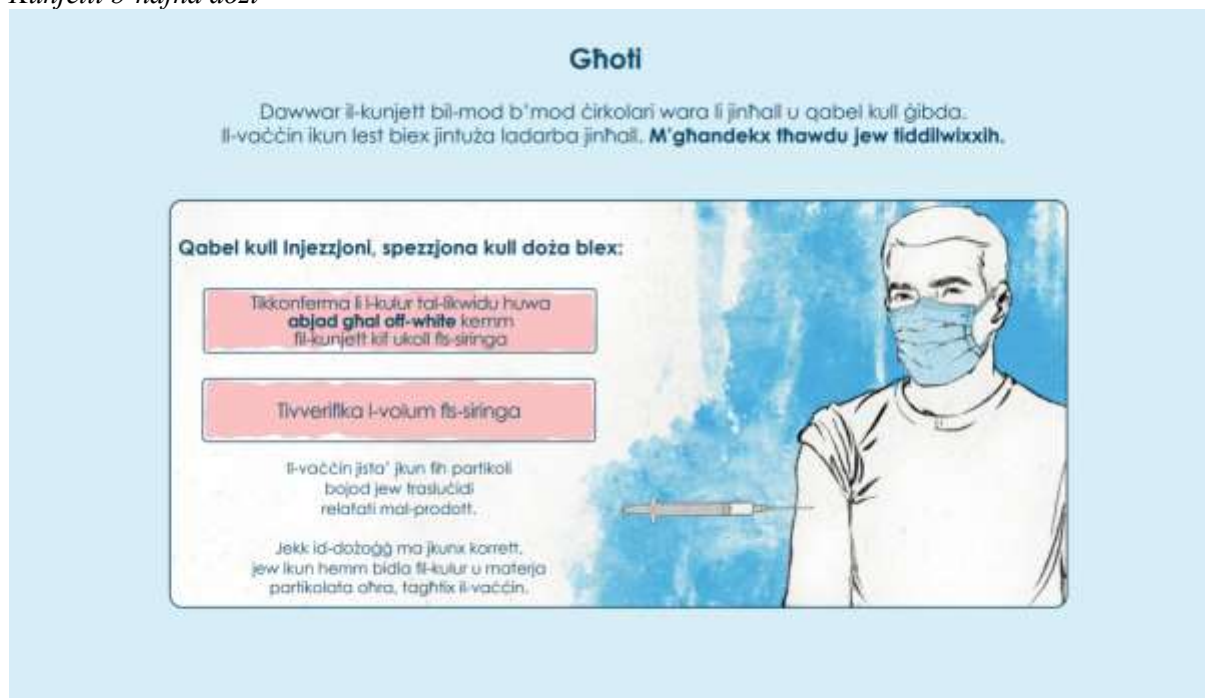 Kunjetti b'ħafna dożi
Għoti
Dawwar il-kunjett bil-mod b'mod ċirkolari wara li jinħall u qabel kull ġibda.
Il-vaċċin ikun lest biex jintuża ladarba jinħall. M'għandekx tħawdu jew tiddilwixxih.
Qabel kull Injezzjoni, spezzjona kull doża biex:
Tikkonferma li l-kulur tal-likwidu huwa
abjad għal off-white kemm
fil-kunjett kif ukoll fis-siringa
Tivverifika l-volum fis-siringa
Il-vaċċin jista' jkun fih partikoli
bojod jew trasluċidi
relatati mal-prodott.
Jekk id-dożaġġ ma jkunx korrett,
jew ikun hemm bidla fil-kulur u materja
partikolata oħra, tagħtix il-vaċċin.